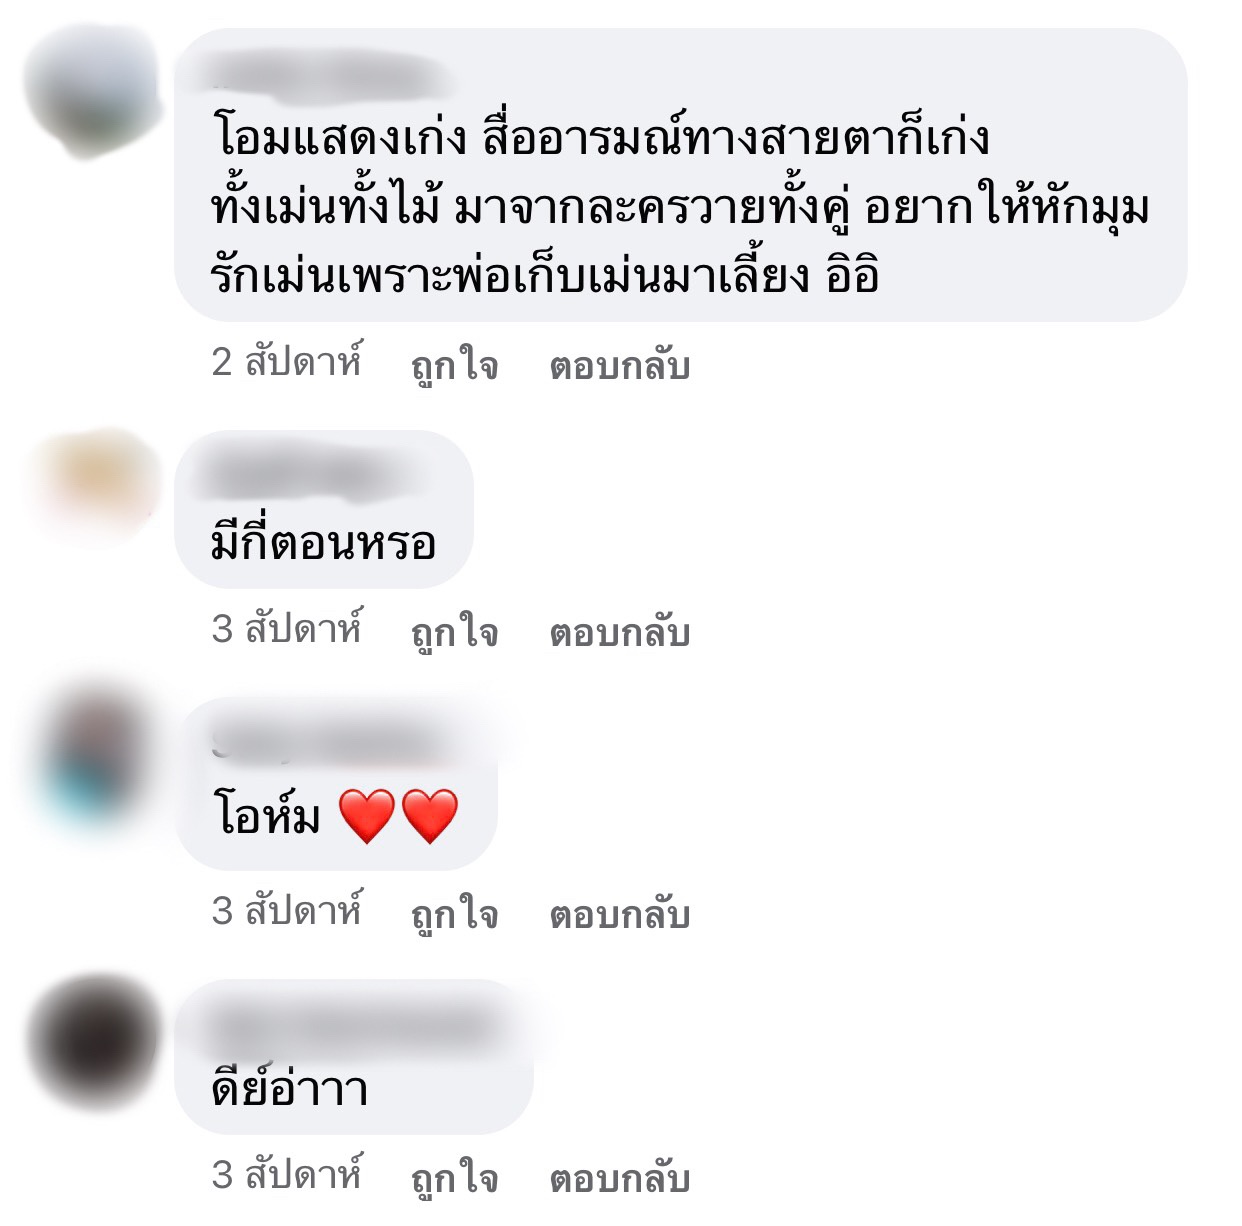 โอมแสดงเก่ง สื่ออารมณ์ทางสายตาก็เก่ง
ทั้งเม่นทั้งไม้ มาจากละครวายทั้งคู่ อยากให้หักมุม
รักเม่นเพราะพ่อเก็บเม่นมาเลี้ยง อิอิ
2 สัปดาห์ ถูกใจ ตอบกลับ
มีกี่ตอนหรอ
3 สัปดาห์ ถูกใจ ตอบกลับ
โอห์ม ❤️❤️
3 สัปดาห์ ถูกใจ ตอบกลับ
ดีย์อ่าาา
3 สัปดาห์ ถูกใจ ตอบกลับ